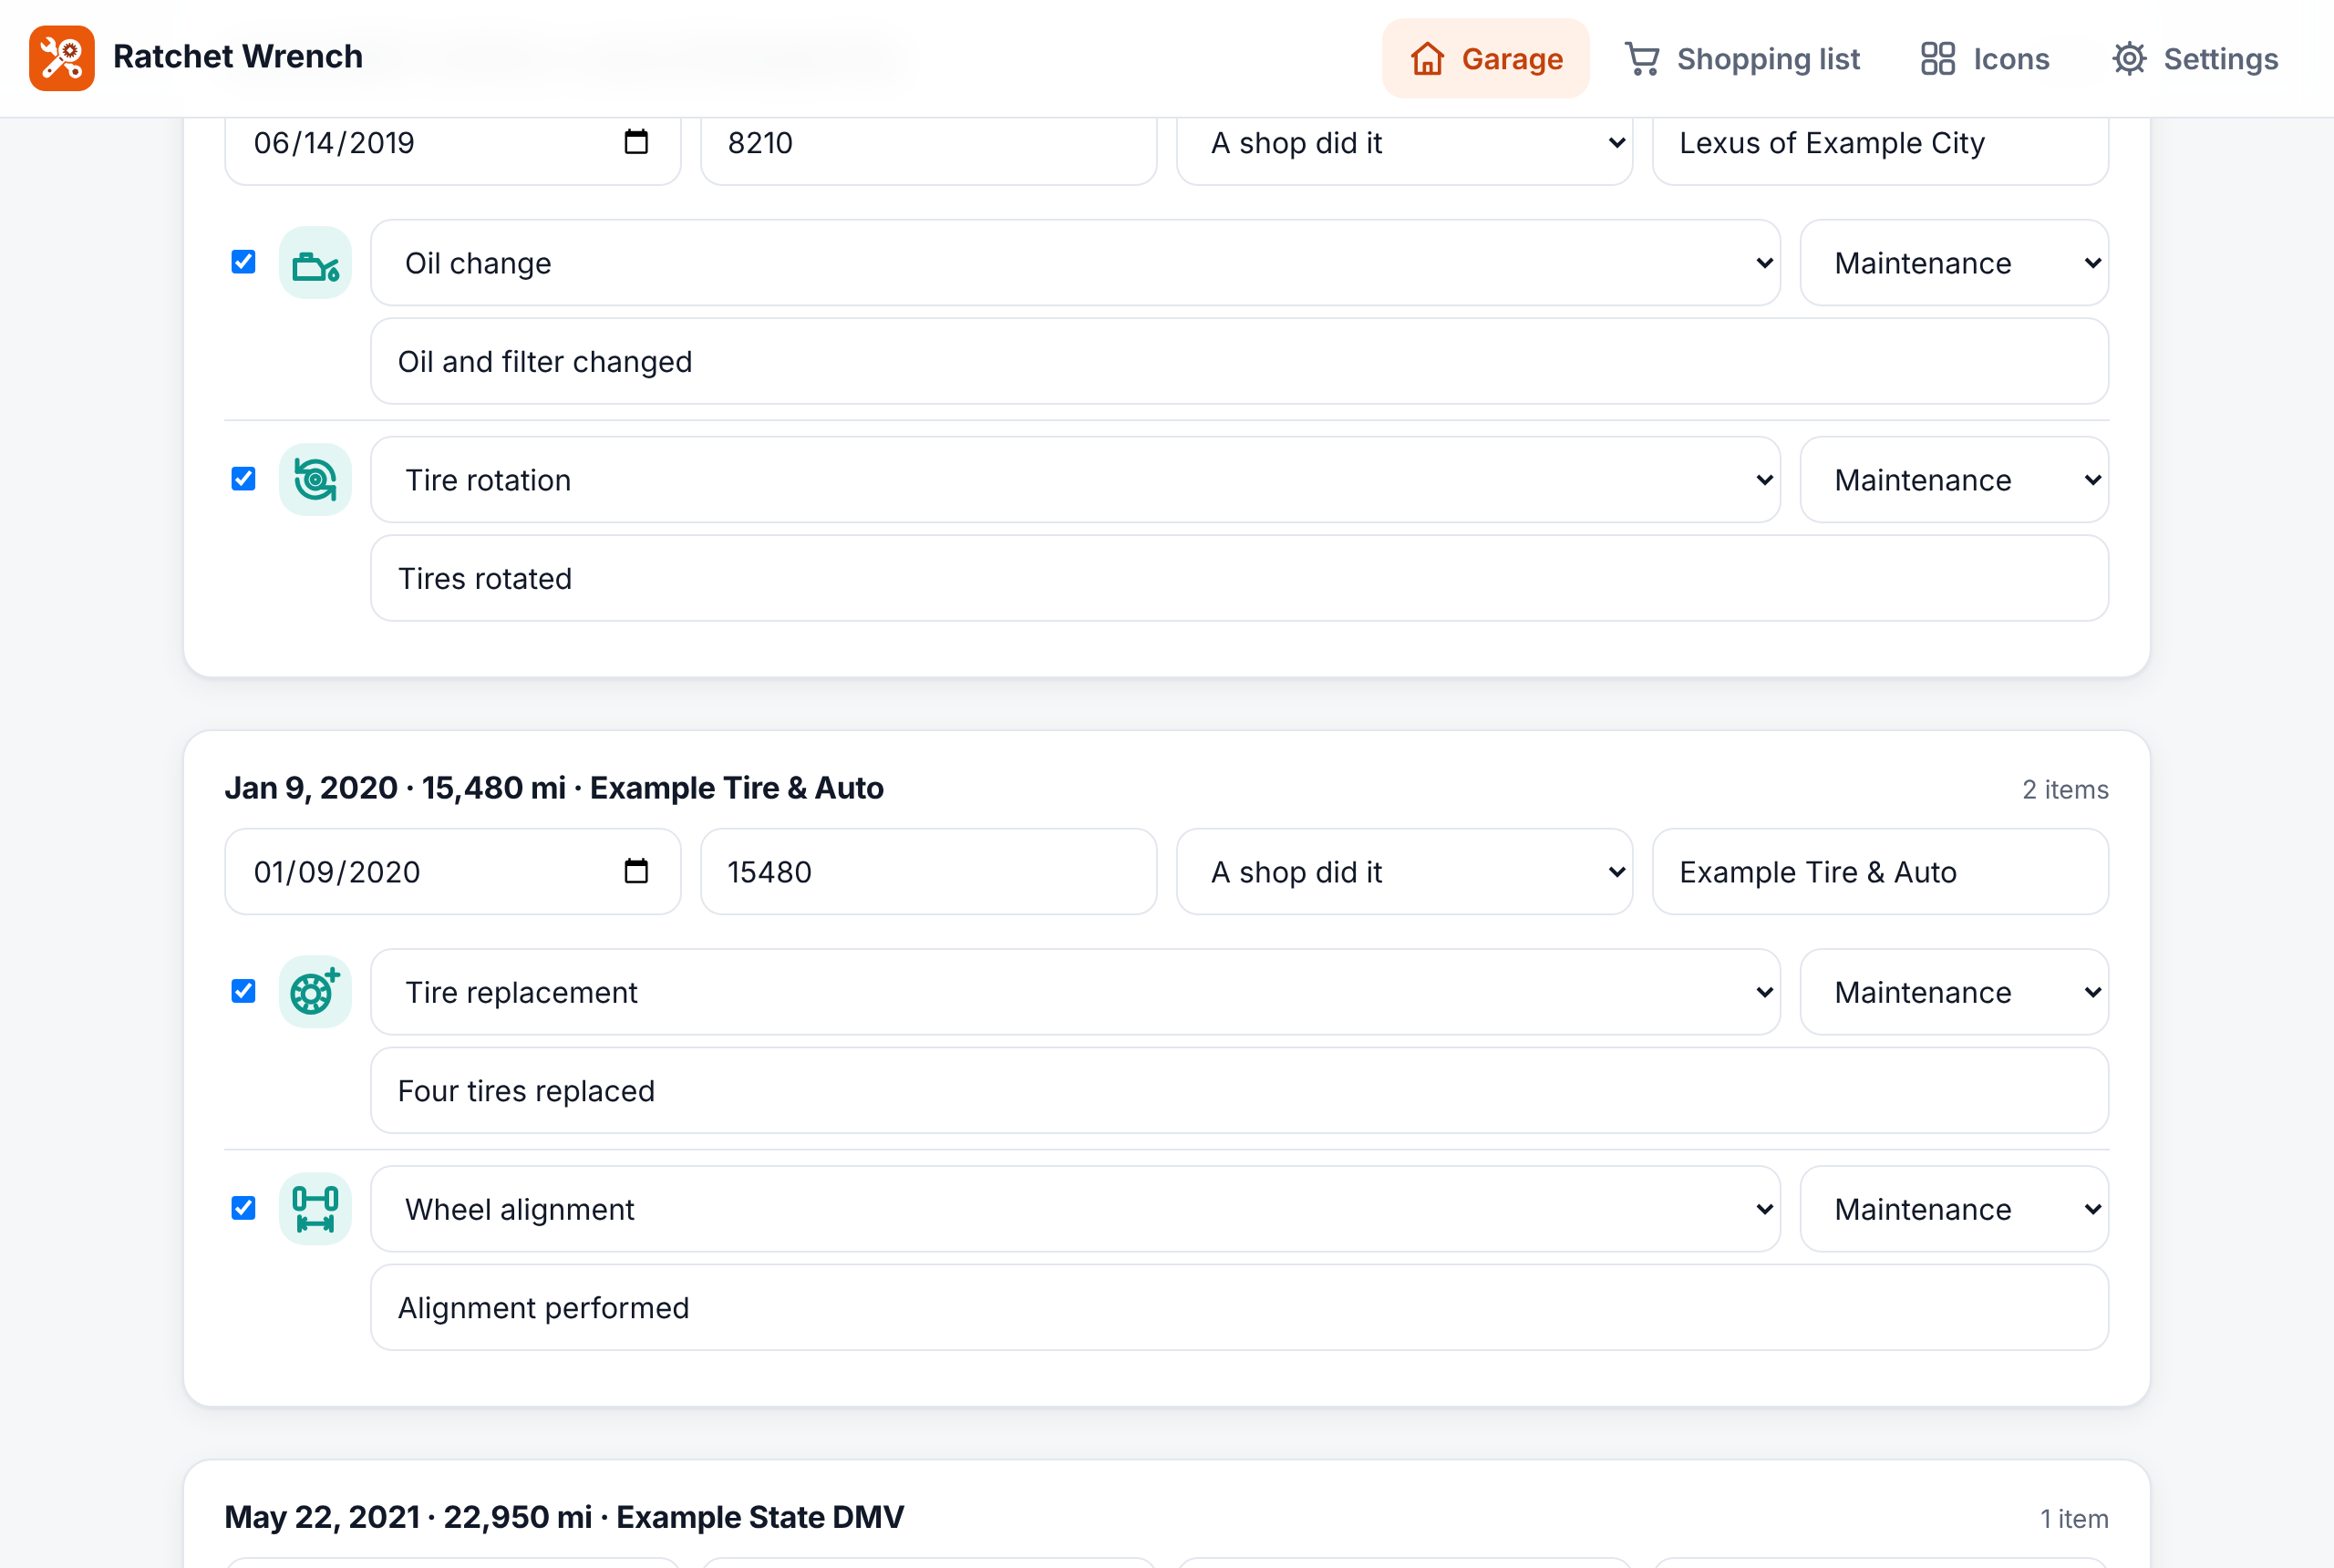 Ratchet Wrench
Garage
Shopping list
Icons
Settings
06/14/2019
8210
A shop did it
Lexus of Example City
Oil change
Maintenance
Oil and filter changed
Tire rotation
Maintenance
Tires rotated
Jan 9, 2020 · 15,480 mi · Example Tire & Auto
2 items
01/09/2020
15480
A shop did it
Example Tire & Auto
Tire replacement
Maintenance
Four tires replaced
Wheel alignment
Maintenance
Alignment performed
May 22, 2021 · 22,950 mi · Example State DMV
1 item